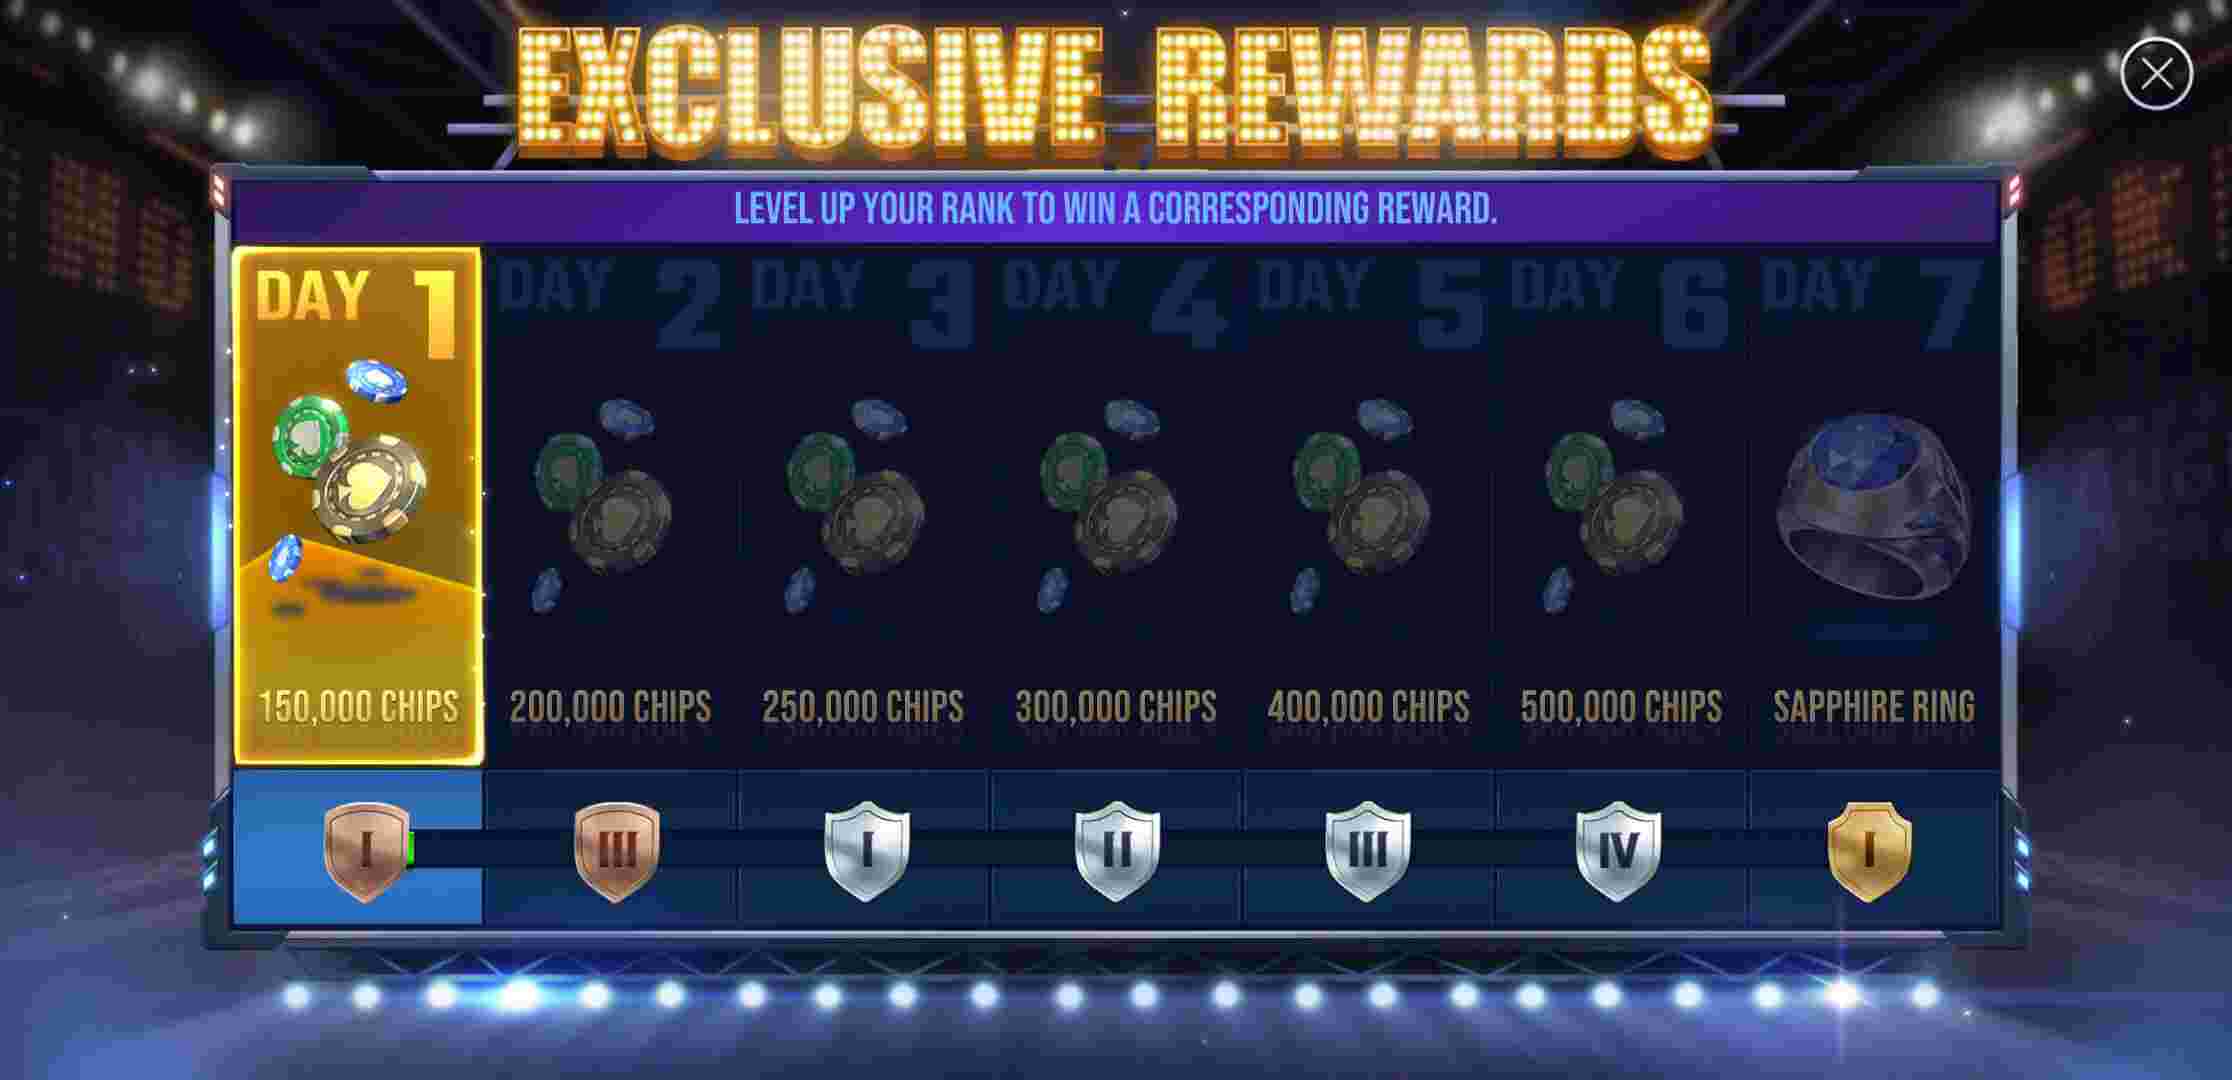 EXCLUSIVE REWARDS
LEVEL UP YOUR RANK TO WIN A CORRESPONDING REWARD.
DAY 1
DAY 2
DAY 3
DAY 4
DAY 5
DAY 6
DAY 7
150,000 CHIPS
200,000 CHIPS
250,000 CHIPS
300,000 CHIPS
400,000 CHIPS
500,000 CHIPS
SAPPHIRE RING
I
III
I
II
III
IV
I